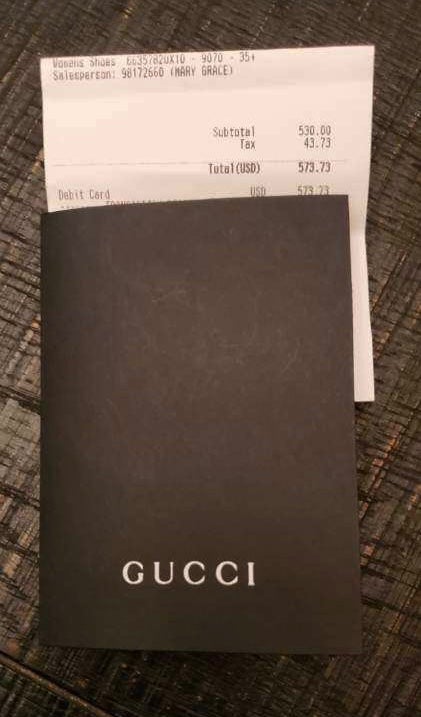 Womens Shoes 6635782UX10 - 9070 - 35+
Salesperson: 98172660 (MARY GRACE)
Subtotal 530.00
Tax 43.73
Total(USD) 573.73
Debit Card USD 573.73
GUCCI